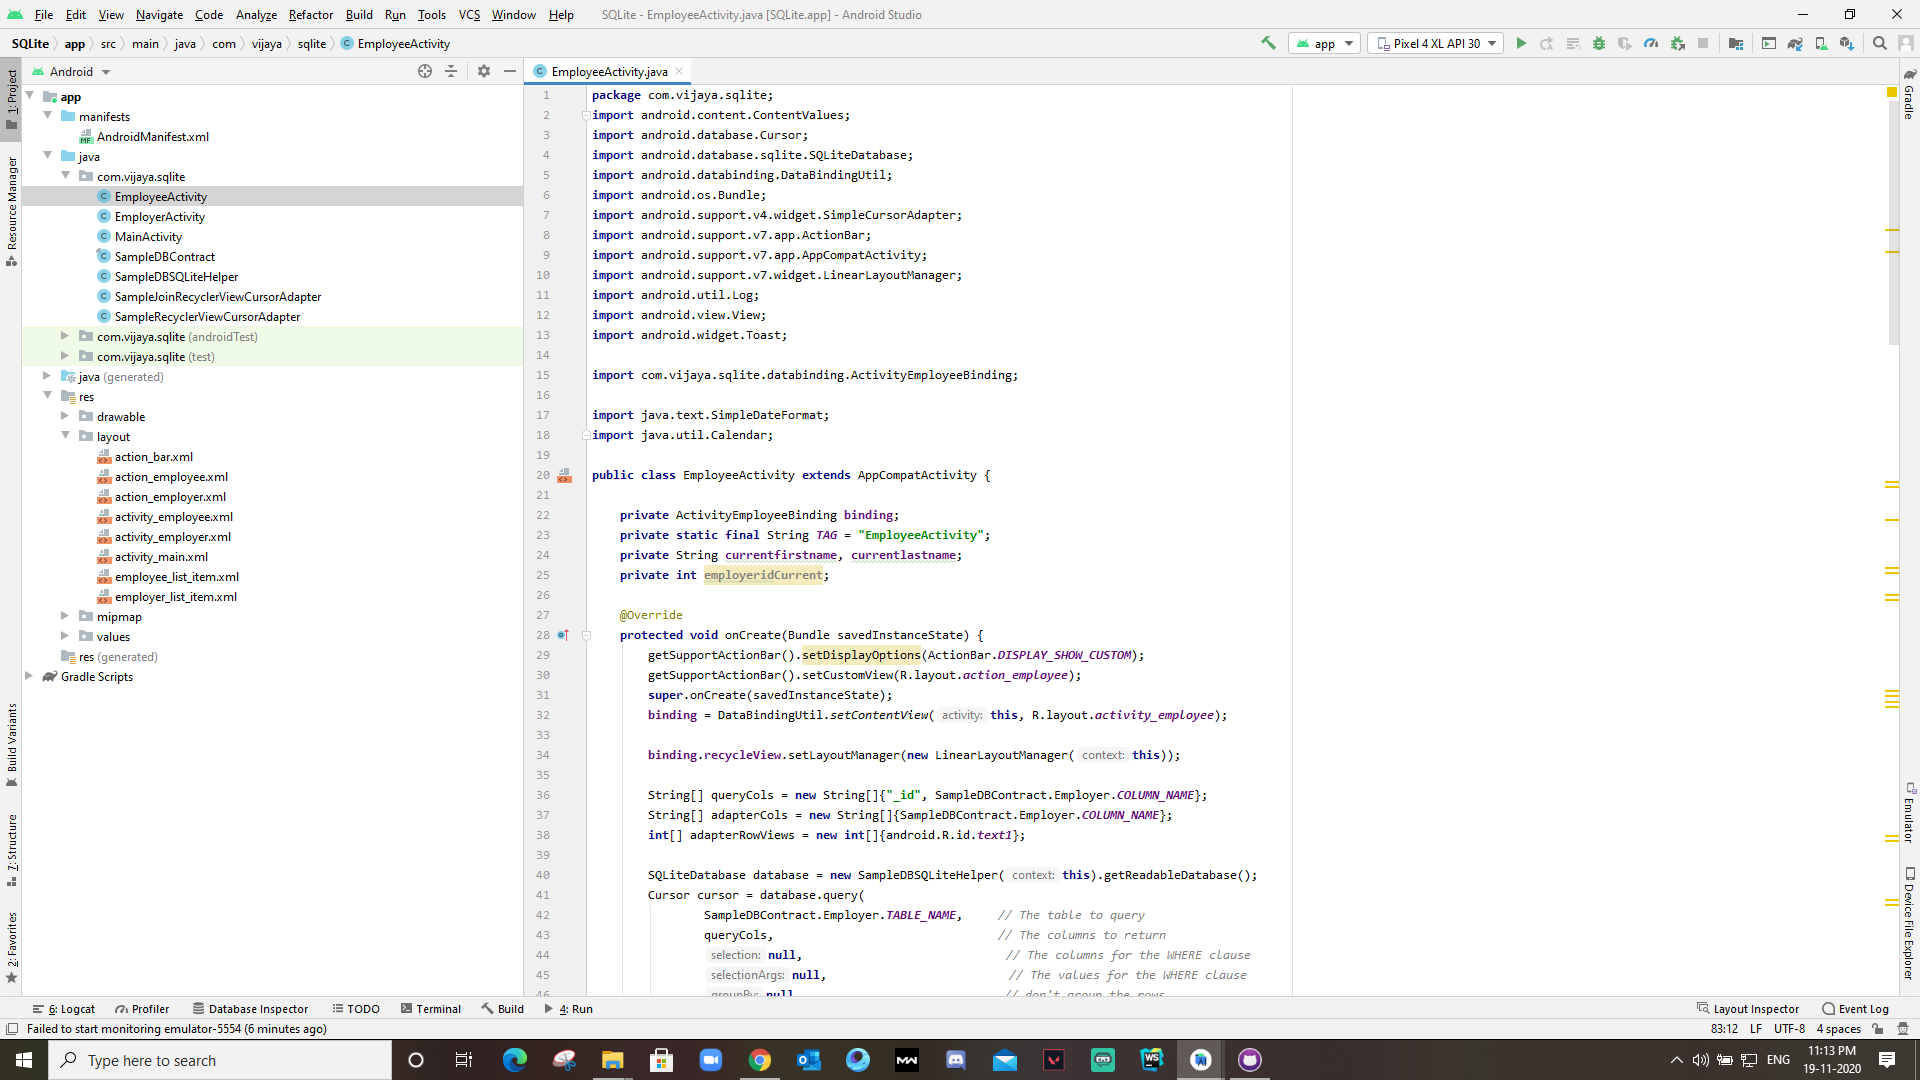 File Edit View Navigate Code Analyze Refactor Build Run Tools VCS Window Help SQLite - EmployeeActivity.java [SQLite.app] - Android Studio
SQLite app src main java com vijaya sqlite EmployeeActivity app Pixel 4 XL API 30
Android
EmployeeActivity.java
1: Project
Resource Manager
Build Variants
7: Structure
2: Favorites
app
manifests
AndroidManifest.xml
java
com.vijaya.sqlite
EmployeeActivity
EmployerActivity
MainActivity
SampleDBContract
SampleDBSQLiteHelper
SampleJoinRecyclerViewCursorAdapter
SampleRecyclerViewCursorAdapter
com.vijaya.sqlite (androidTest)
com.vijaya.sqlite (test)
java (generated)
res
drawable
layout
action_bar.xml
action_employee.xml
action_employer.xml
activity_employee.xml
activity_employer.xml
activity_main.xml
employee_list_item.xml
employer_list_item.xml
mipmap
values
res (generated)
Gradle Scripts
1 package com.vijaya.sqlite;
2 import android.content.ContentValues;
3 import android.database.Cursor;
4 import android.database.sqlite.SQLiteDatabase;
5 import android.databinding.DataBindingUtil;
6 import android.os.Bundle;
7 import android.support.v4.widget.SimpleCursorAdapter;
8 import android.support.v7.app.ActionBar;
9 import android.support.v7.app.AppCompatActivity;
10 import android.support.v7.widget.LinearLayoutManager;
11 import android.util.Log;
12 import android.view.View;
13 import android.widget.Toast;
14
15 import com.vijaya.sqlite.databinding.ActivityEmployeeBinding;
16
17 import java.text.SimpleDateFormat;
18 import java.util.Calendar;
19
20 public class EmployeeActivity extends AppCompatActivity {
21
22 private ActivityEmployeeBinding binding;
23 private static final String TAG = "EmployeeActivity";
24 private String currentfirstname, currentlastname;
25 private int employeridCurrent;
26
27 @Override
28 protected void onCreate(Bundle savedInstanceState) {
29 getSupportActionBar().setDisplayOptions(ActionBar.DISPLAY_SHOW_CUSTOM);
30 getSupportActionBar().setCustomView(R.layout.action_employee);
31 super.onCreate(savedInstanceState);
32 binding = DataBindingUtil.setContentView( activity: this, R.layout.activity_employee);
33
34 binding.recycleView.setLayoutManager(new LinearLayoutManager( context: this));
35
36 String[] queryCols = new String[]{"_id", SampleDBContract.Employer.COLUMN_NAME};
37 String[] adapterCols = new String[]{SampleDBContract.Employer.COLUMN_NAME};
38 int[] adapterRowViews = new int[]{android.R.id.text1};
39
40 SQLiteDatabase database = new SampleDBSQLiteHelper( context: this).getReadableDatabase();
41 Cursor cursor = database.query(
42 SampleDBContract.Employer.TABLE_NAME, // The table to query
43 queryCols, // The columns to return
44 selection: null, // The columns for the WHERE clause
45 selectionArgs: null, // The values for the WHERE clause
46 groupBy: null // don't group the rows
Gradle
Emulator
Device File Explorer
6: Logcat Profiler Database Inspector TODO Terminal Build 4: Run Layout Inspector Event Log
Failed to start monitoring emulator-5554 (6 minutes ago) 83:12 LF UTF-8 4 spaces
Type here to search
ENG
11:13 PM
19-11-2020